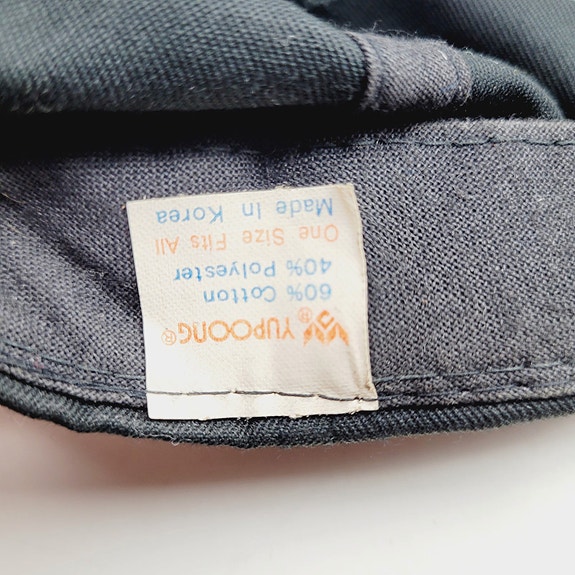 YUPOONG®
60% Cotton
40% Polyester
One Size Fits All
Made In Korea